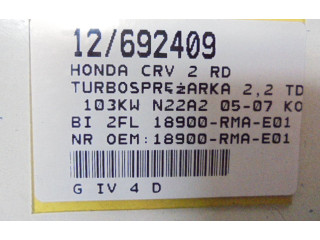 12/692409
HONDA CRV 2 RD
TURBOSPRĘŻARKA 2,2 TD
103KW N22A2 05-07 KO
BI 2FL 18900-RMA-E01
NR OEM:18900-RMA-E01
G IV 4 D